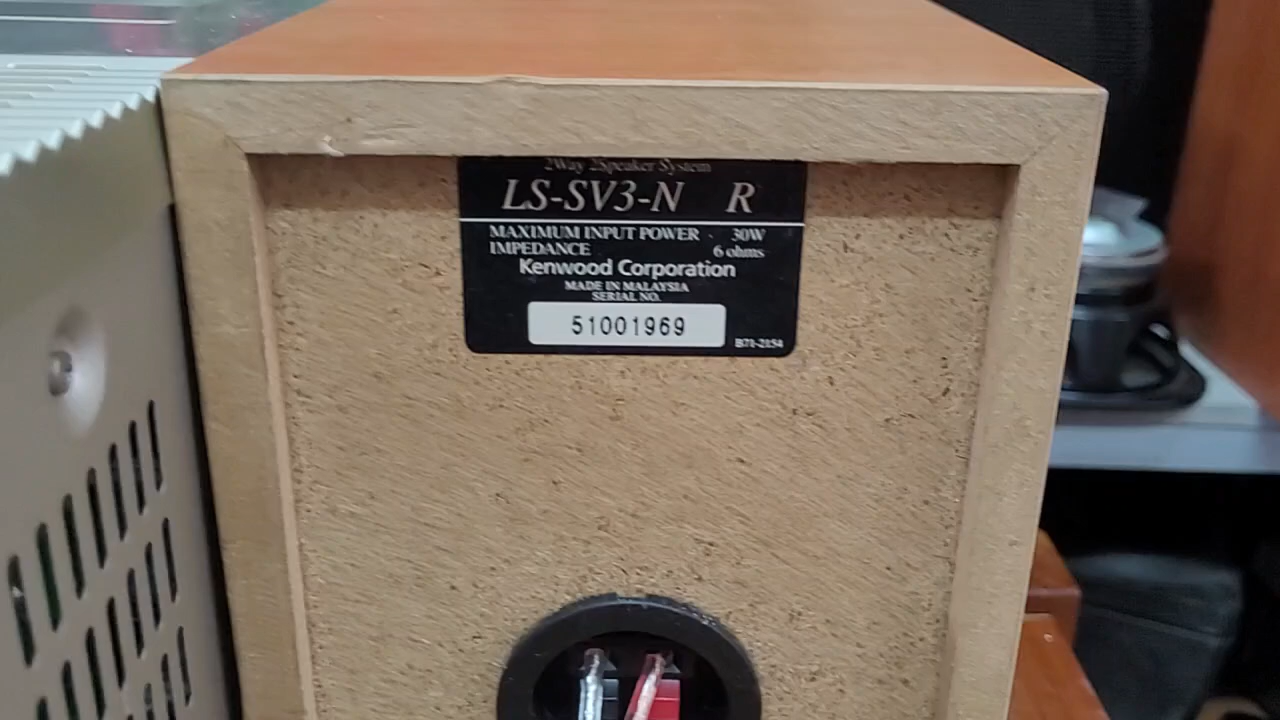 2Way 2Speaker System
LS-SV3-N R
MAXIMUM INPUT POWER 30W
IMPEDANCE 6 ohms
Kenwood Corporation
MADE IN MALAYSIA
SERIAL NO.
51001969
B71-2154